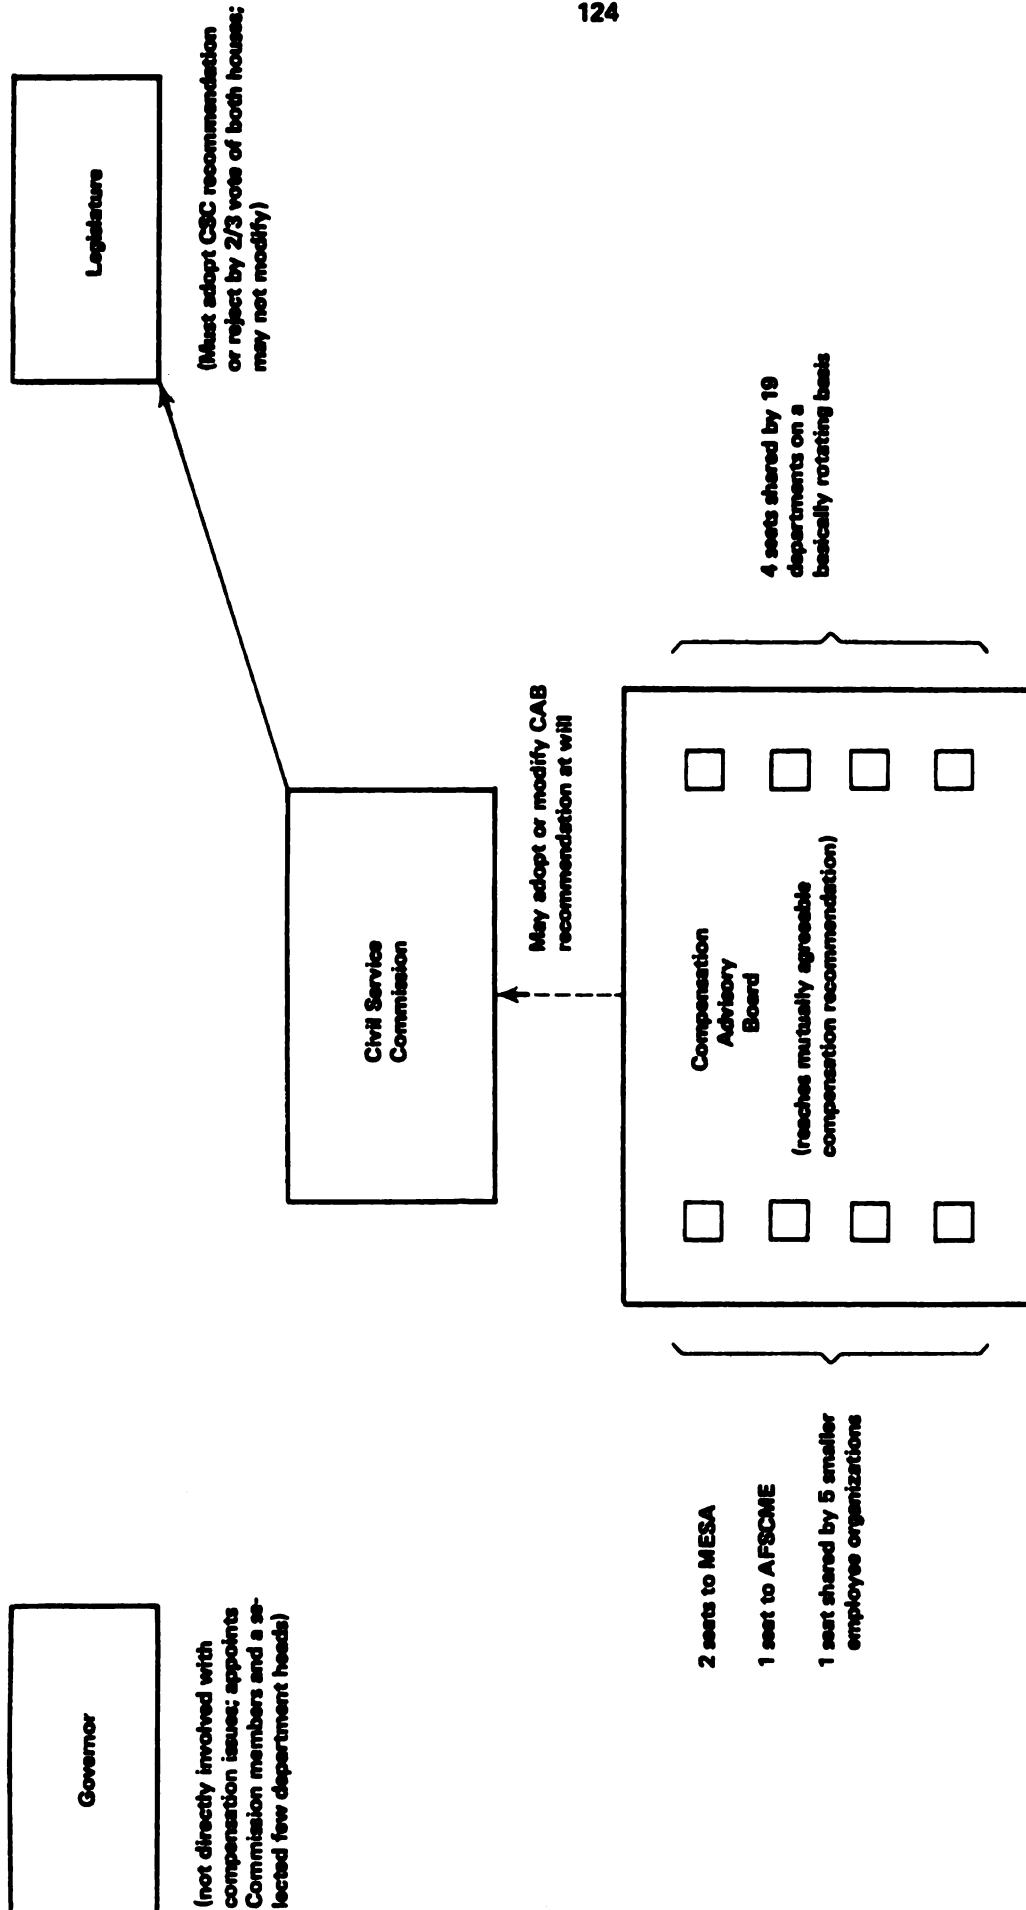 124
Governor
(not directly involved with
compensation issues; appoints
Commission members and a se-
lected few department heads)
Legislature
(Must adopt CSC recommendation
or reject by 2/3 vote of both houses;
may not modify)
Civil Service
Commission
May adopt or modify CAB
recommendation at will
Compensation
Advisory
Board
(reaches mutually agreeable
compensation recommendation)
2 seats to MESA
1 seat to AFSCME
1 seat shared by 5 smaller
employee organizations
4 seats shared by 19
departments on a
basically rotating basis